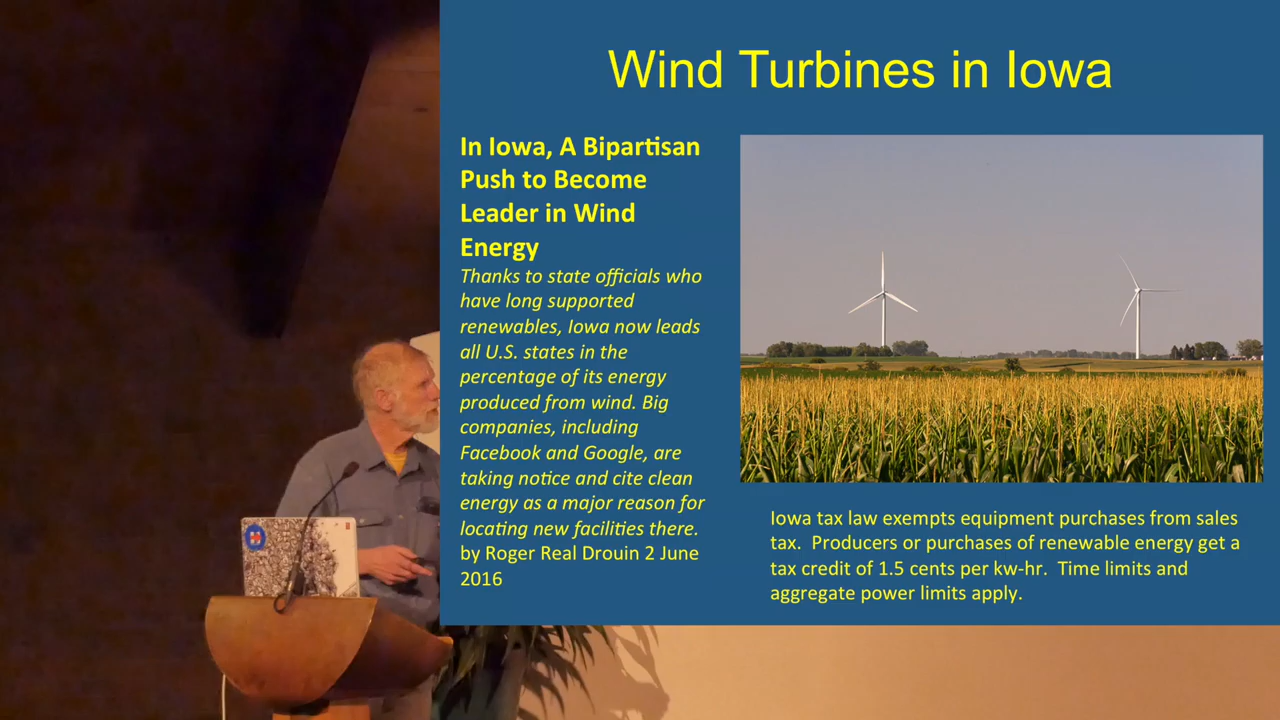 Wind Turbines in Iowa
In Iowa, A Bipartisan
Push to Become
Leader in Wind
Energy
Thanks to state officials who
have long supported
renewables, Iowa now leads
all U.S. states in the
percentage of its energy
produced from wind. Big
companies, including
Facebook and Google, are
taking notice and cite clean
energy as a major reason for
locating new facilities there.
by Roger Real Drouin 2 June
2016
Iowa tax law exempts equipment purchases from sales
tax. Producers or purchases of renewable energy get a
tax credit of 1.5 cents per kw-hr. Time limits and
aggregate power limits apply.